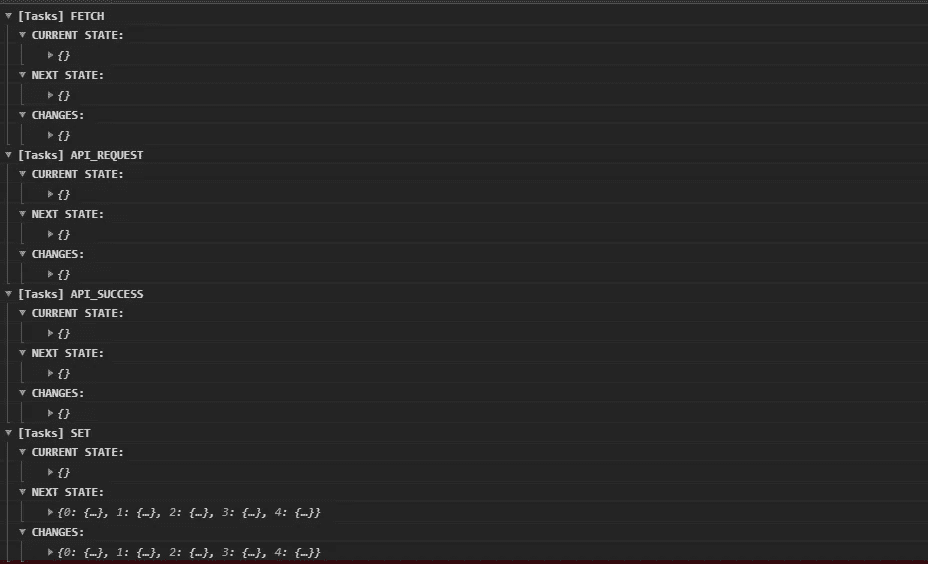 [Tasks] FETCH
CURRENT STATE:
{}
NEXT STATE:
{}
CHANGES:
{}
[Tasks] API_REQUEST
CURRENT STATE:
{}
NEXT STATE:
{}
CHANGES:
{}
[Tasks] API_SUCCESS
CURRENT STATE:
{}
NEXT STATE:
{}
CHANGES:
{}
[Tasks] SET
CURRENT STATE:
{}
NEXT STATE:
{0: {…}, 1: {…}, 2: {…}, 3: {…}, 4: {…}}
CHANGES:
{0: {…}, 1: {…}, 2: {…}, 3: {…}, 4: {…}}